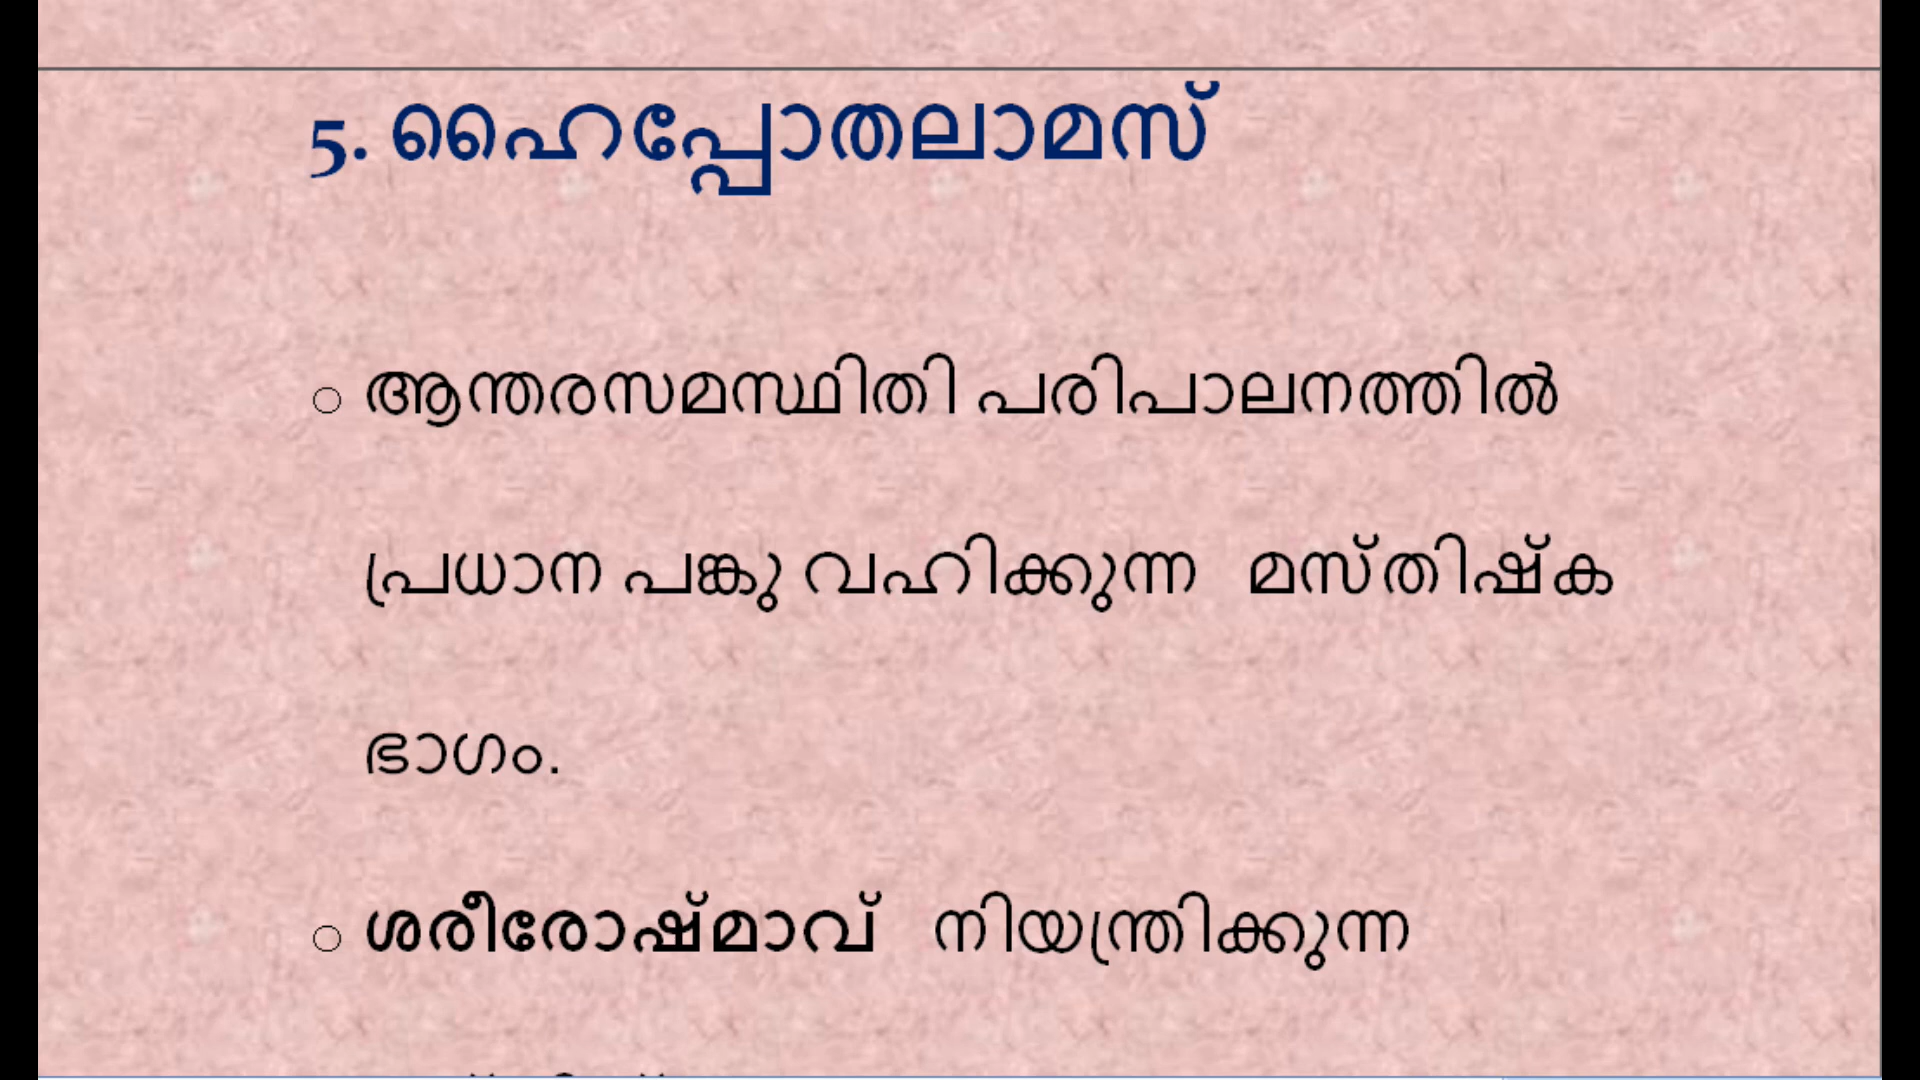 5. ഹൈപ്പോതലാമസ്
ആന്തരസമസ്ഥിതി പരിപാലനത്തിൽ
പ്രധാന പങ്കു വഹിക്കുന്ന മസ്തിഷ്ക
ഭാഗം.
ശരീരോഷ്മാവ് നിയന്ത്രിക്കുന്ന